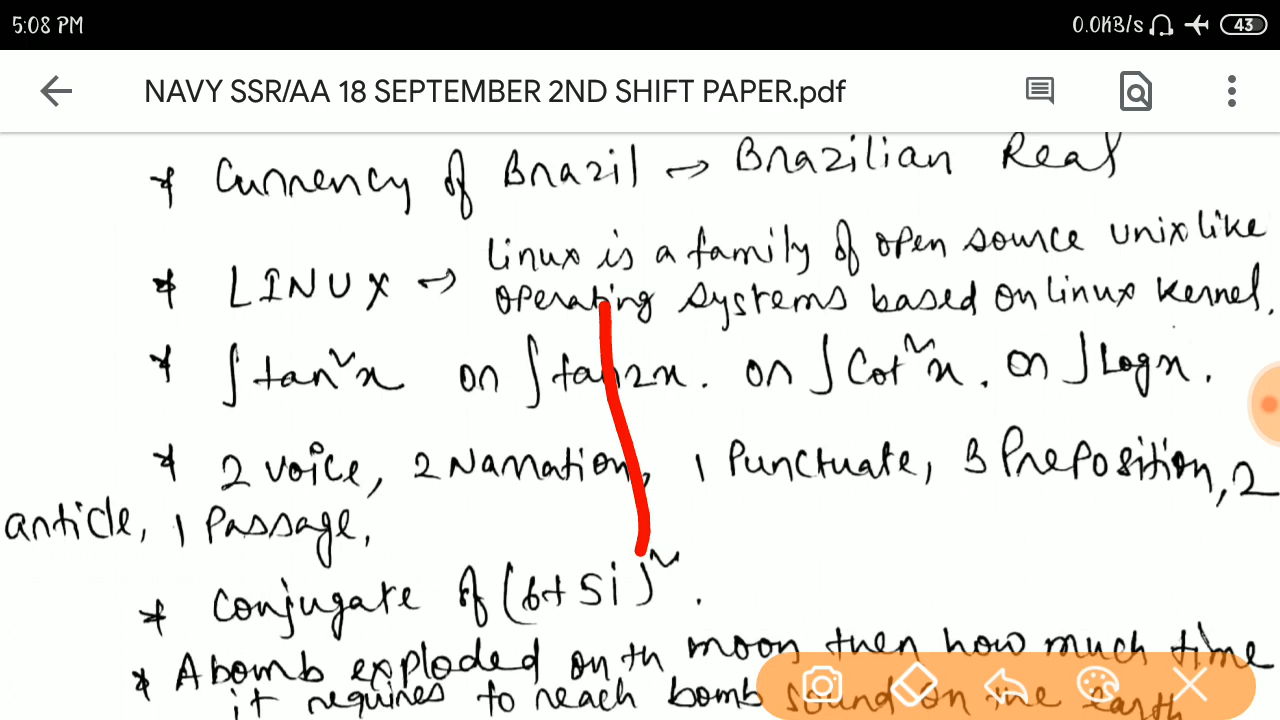 5:08 PM 0.0KB/s 43
NAVY SSR/AA 18 SEPTEMBER 2ND SHIFT PAPER.pdf
* Currency of Brazil → Brazilian Real
* LINUX → Linux is a family of open source unix like
operating systems based on linux kernel.
* ∫tan²x or ∫tan2x. or ∫Cot²x. or ∫Logx.
* 2 voice, 2 Narration, 1 Punctuate, 3 Preposition, 2
article, 1 Passage,
* Conjugate of (6+5i)².
* A bomb exploded on th moon then how much time
it requires to reach bomb sound on the earth